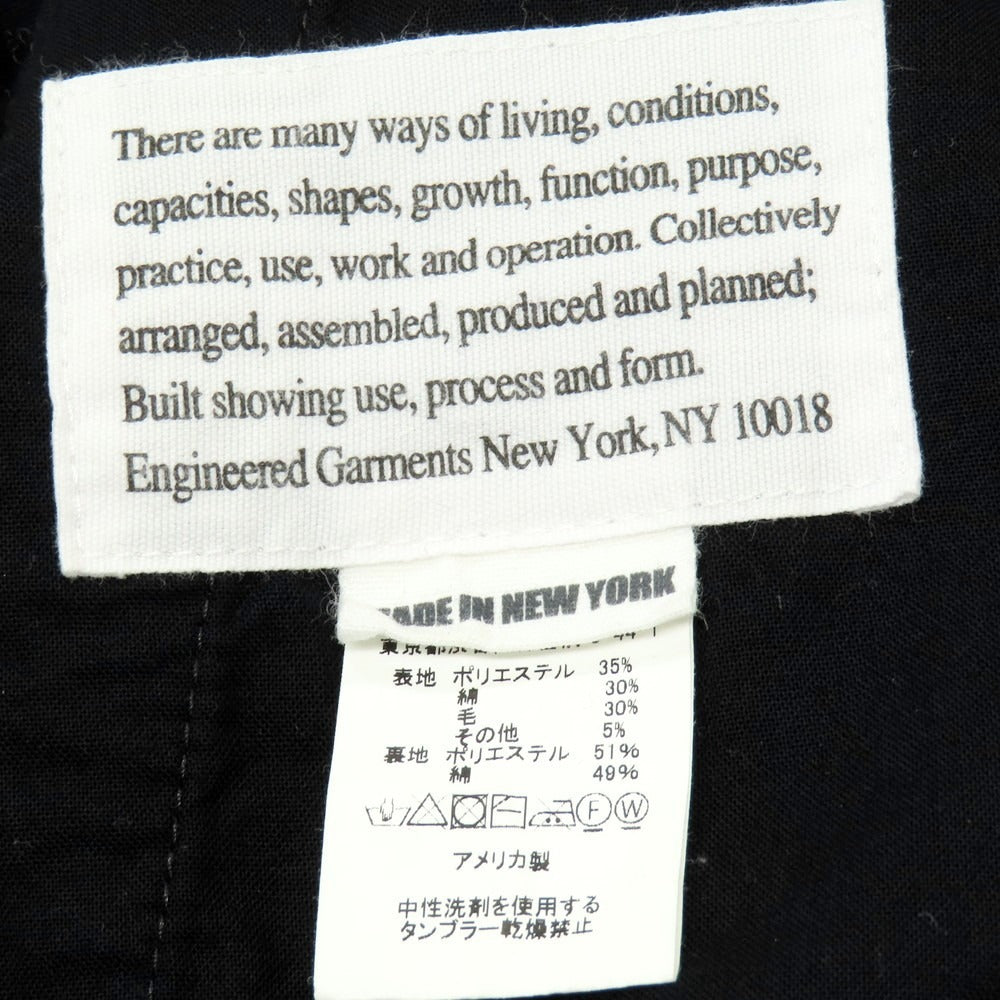 There are many ways of living, conditions,
capacities, shapes, growth, function, purpose,
practice, use, work and operation. Collectively
arranged, assembled, produced and planned;
Built showing use, process and form.
Engineered Garments New York, NY 10018
MADE IN NEW YORK
東京都
表地 ポリエステル 35%
綿 30%
毛 30%
その他 5%
裏地 ポリエステル 51%
綿 49%
F W
アメリカ製
中性洗剤を使用する
タンブラー乾燥禁止